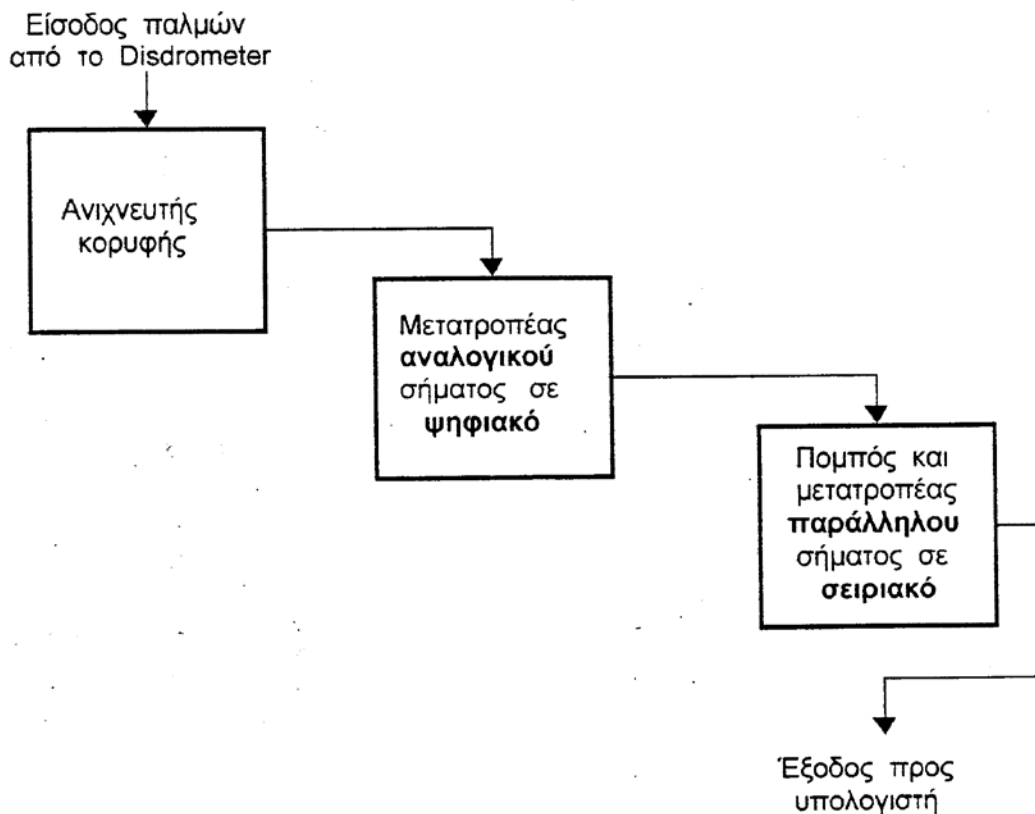 Είσοδος παλμών
από το Disdrometer
Ανιχνευτής
κορυφής
Μετατροπέας
αναλογικού
σήματος σε
ψηφιακό
Πομπός και
μετατροπέας
παράλληλου
σήματος σε
σειριακό
Έξοδος προς
υπολογιστή